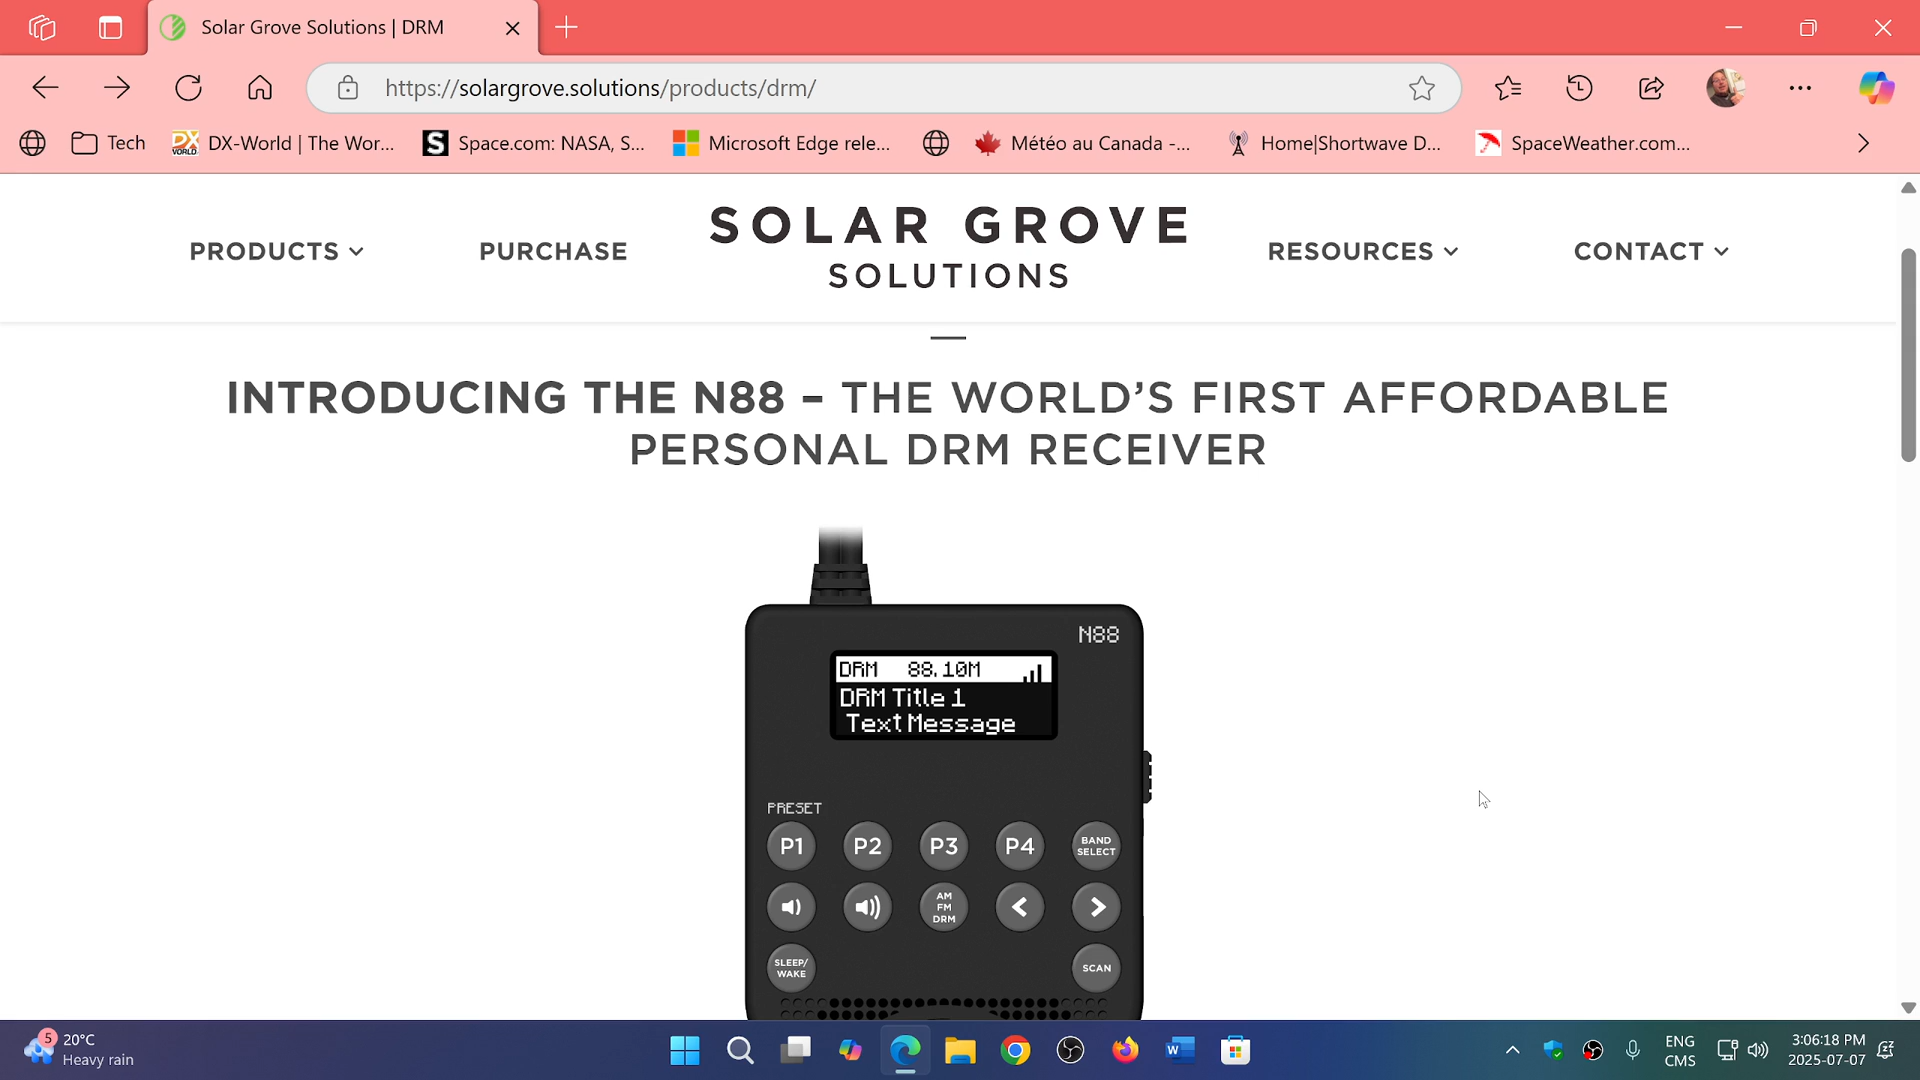 Solar Grove Solutions | DRM
https://solargrove.solutions/products/drm/
Tech
DX-World | The Wor...
Space.com: NASA, S...
Microsoft Edge rele...
Météo au Canada -...
Home|Shortwave D...
SpaceWeather.com...
PRODUCTS
PURCHASE
SOLAR GROVE
SOLUTIONS
RESOURCES
CONTACT
INTRODUCING THE N88 – THE WORLD'S FIRST AFFORDABLE
PERSONAL DRM RECEIVER
N88
DRM 88.10M
DRM Title 1
Text Message
PRESET
P1 P2 P3 P4 BAND SELECT
AM FM DRM
SLEEP/ WAKE SCAN
5 20°C
Heavy rain
ENG
CMS
3:06:18 PM
2025-07-07